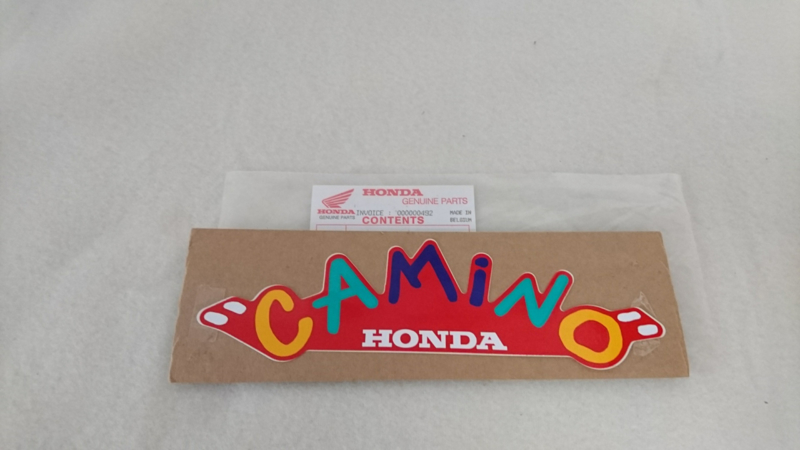 HONDA
GENUINE PARTS
HONDA
GENUINE PARTS
INVOICE : '000000492
MADE IN
BELGIUM
CONTENTS
CAMiNO
HONDA